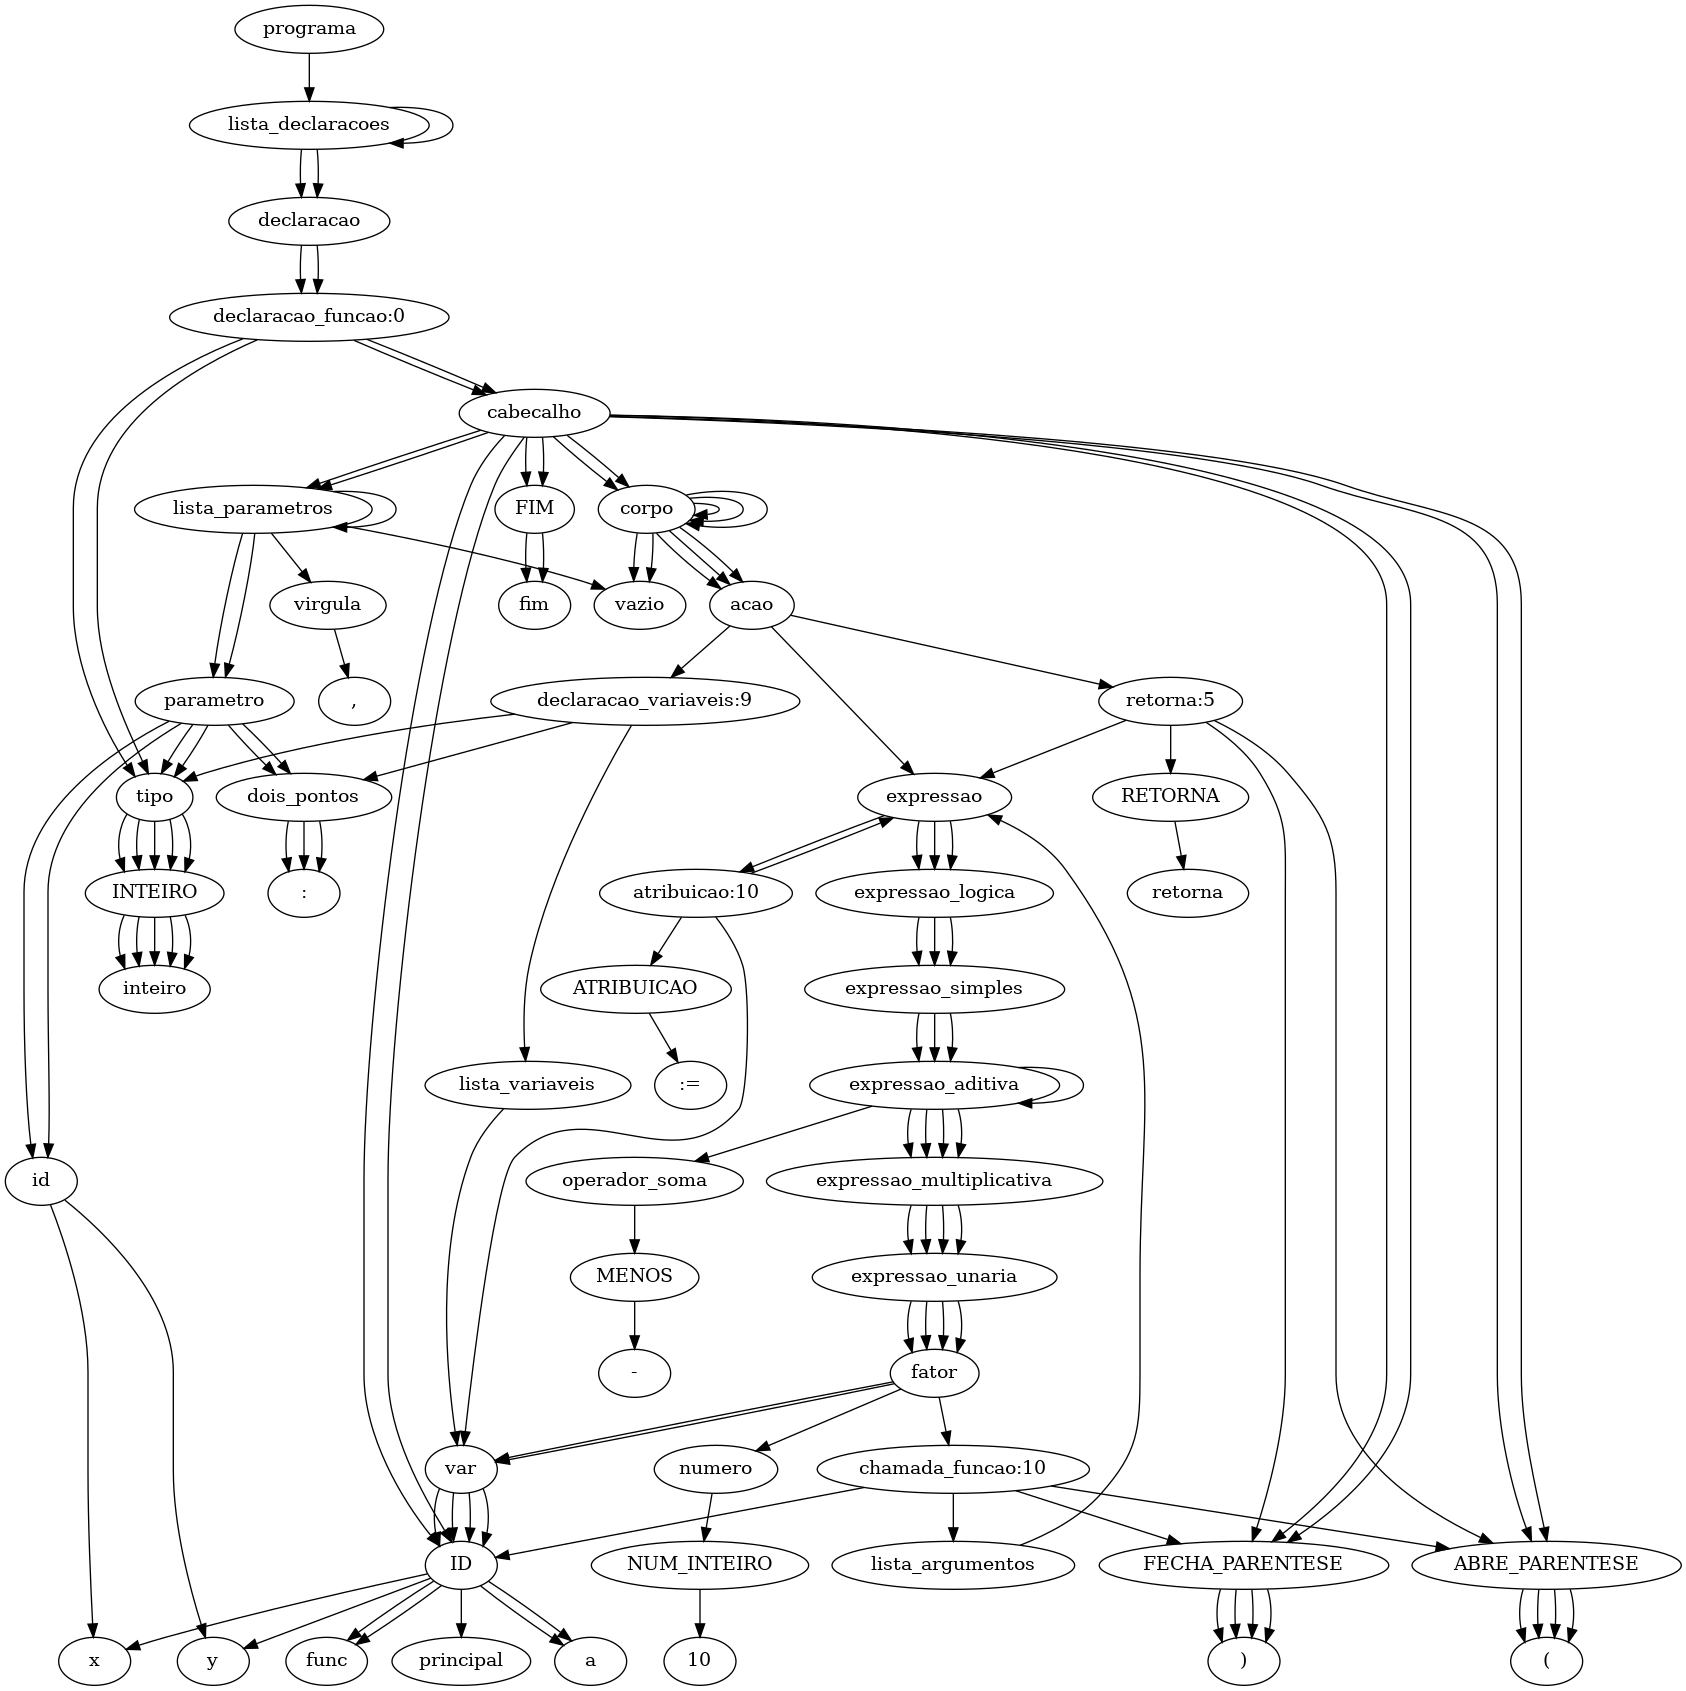 programa
lista_declaracoes
declaracao
declaracao_funcao:0
cabecalho
lista_parametros
FIM
corpo
virgula
fim
vazio
acao
parametro
,
declaracao_variaveis:9
retorna:5
tipo
dois_pontos
expressao
RETORNA
INTEIRO
:
atribuicao:10
expressao_logica
retorna
inteiro
ATRIBUICAO
expressao_simples
lista_variaveis
:=
expressao_aditiva
id
operador_soma
expressao_multiplicativa
MENOS
expressao_unaria
-
fator
var
numero
chamada_funcao:10
ID
NUM_INTEIRO
lista_argumentos
FECHA_PARENTESE
ABRE_PARENTESE
x
y
func
principal
a
10
)
(